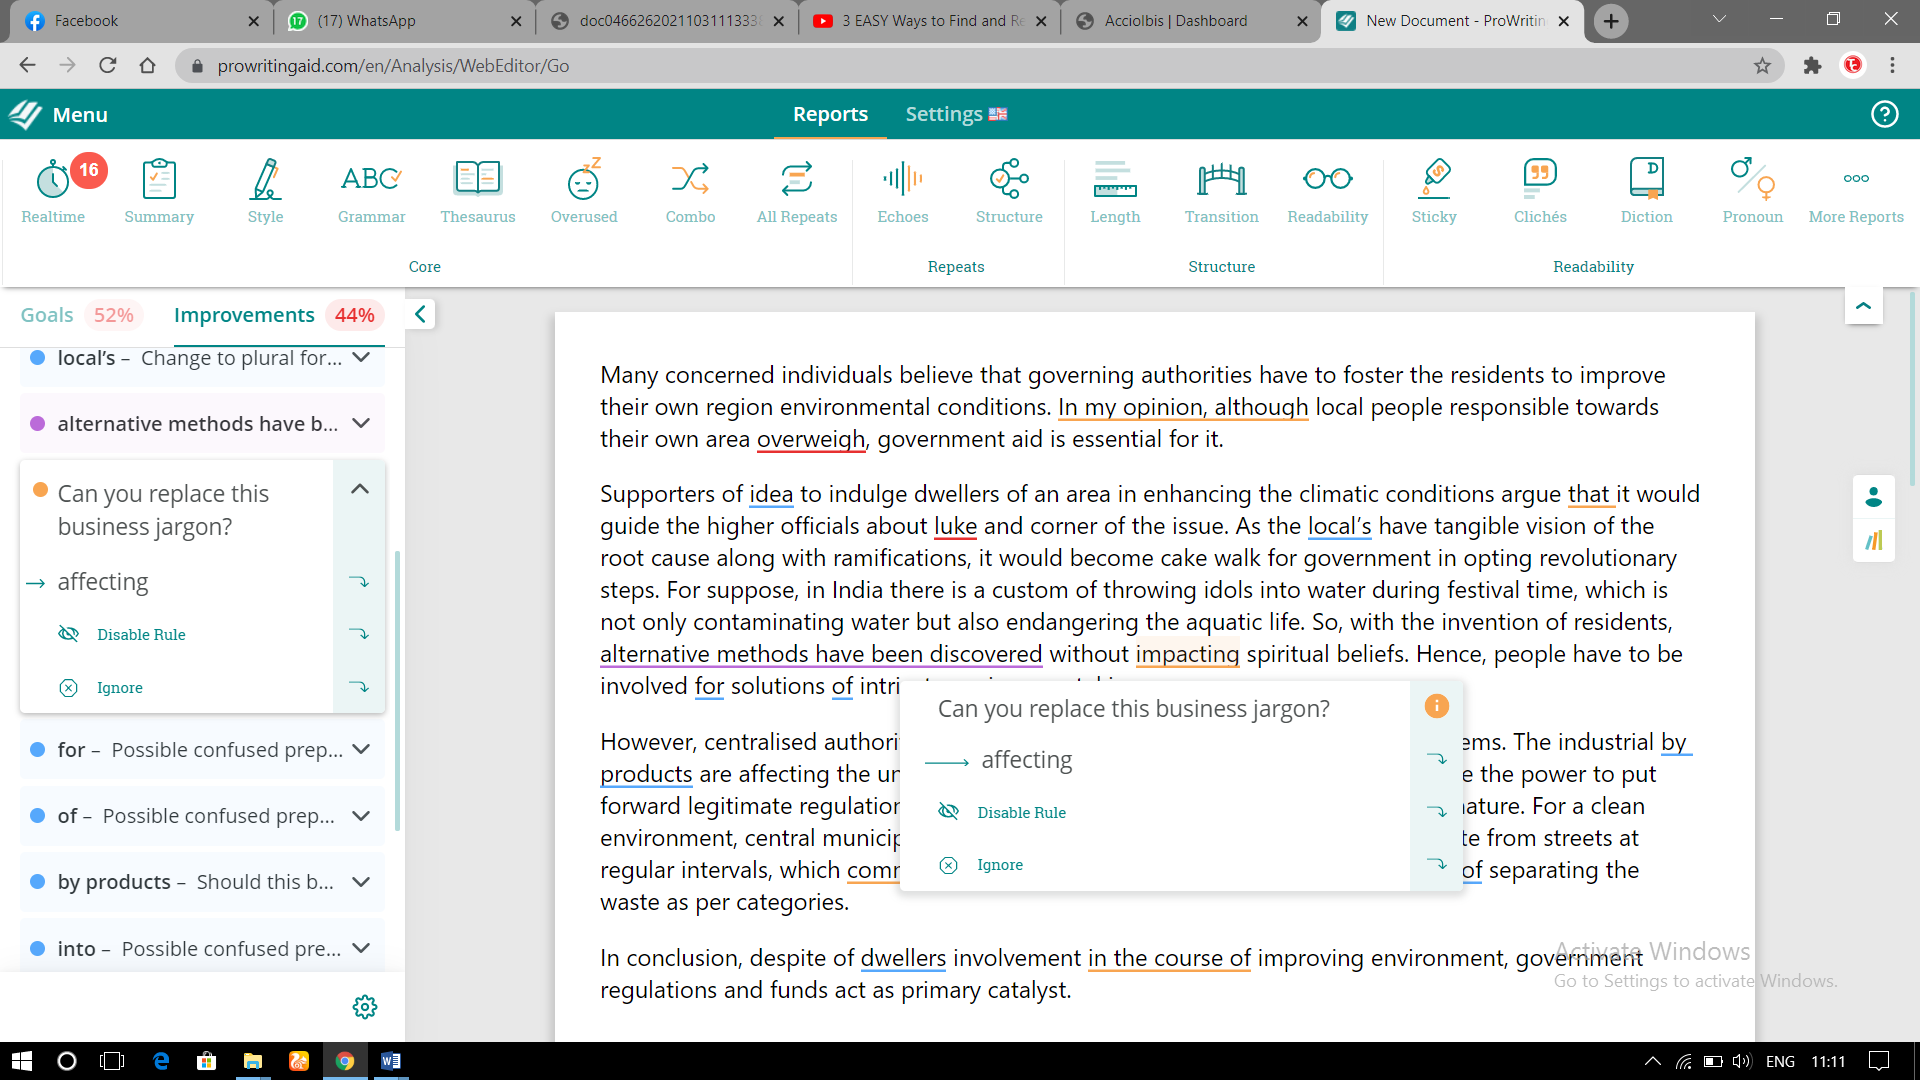 Facebook
(17) WhatsApp
doc04662620211031113338
3 EASY Ways to Find and Re
Acciolbis | Dashboard
New Document - ProWritin
prowritingaid.com/en/Analysis/WebEditor/Go
Menu
Reports
Settings
16
Realtime
Summary
Style
ABC
Grammar
Thesaurus
Overused
Combo
All Repeats
Echoes
Structure
Length
Transition
Readability
Sticky
Clichés
Diction
Pronoun
More Reports
Core
Repeats
Structure
Readability
Goals 52%
Improvements 44%
local's – Change to plural for...
alternative methods have b...
Can you replace this
business jargon?
affecting
Disable Rule
Ignore
for – Possible confused prep...
of – Possible confused prep...
by products – Should this b...
into – Possible confused pre...
Many concerned individuals believe that governing authorities have to foster the residents to improve
their own region environmental conditions. In my opinion, although local people responsible towards
their own area overweigh, government aid is essential for it.
Supporters of idea to indulge dwellers of an area in enhancing the climatic conditions argue that it would
guide the higher officials about luke and corner of the issue. As the local's have tangible vision of the
root cause along with ramifications, it would become cake walk for government in opting revolutionary
steps. For suppose, in India there is a custom of throwing idols into water during festival time, which is
not only contaminating water but also endangering the aquatic life. So, with the invention of residents,
alternative methods have been discovered without impacting spiritual beliefs. Hence, people have to be
involved for solutions of
However, centralised ems. The industrial by
products are affecting the e the power to put
forward legitimate ature. For a clean
environment, central te from streets at
regular intervals, which of separating the
waste as per categories.
In conclusion, despite of dwellers involvement in the course of improving environment, government
regulations and funds act as primary catalyst.
Can you replace this business jargon?
affecting
Disable Rule
Ignore
Activate Windows
Go to Settings to activate Windows.
ENG
11:11